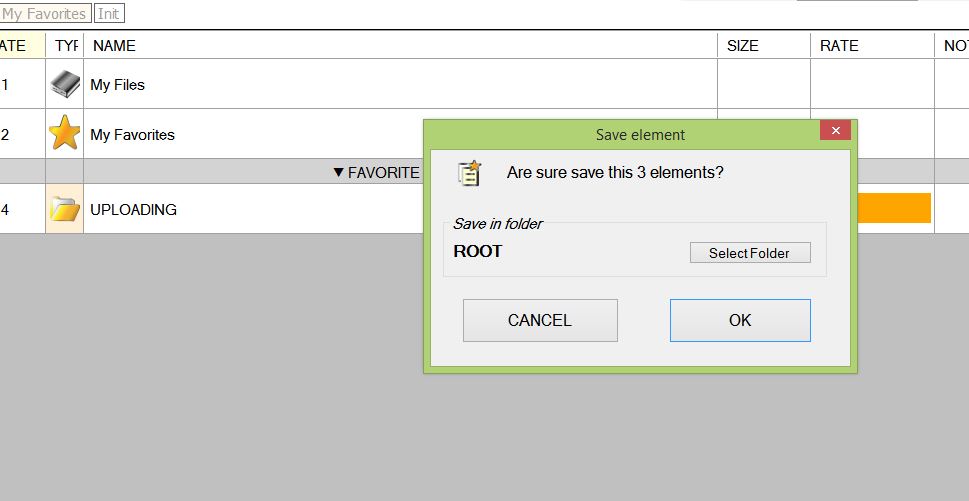 My Favorites Init
ATE TYF NAME SIZE RATE NOT
1 My Files
2 My Favorites
▼ FAVORITE
4 UPLOADING
Save element
Are sure save this 3 elements?
Save in folder
ROOT Select Folder
CANCEL OK